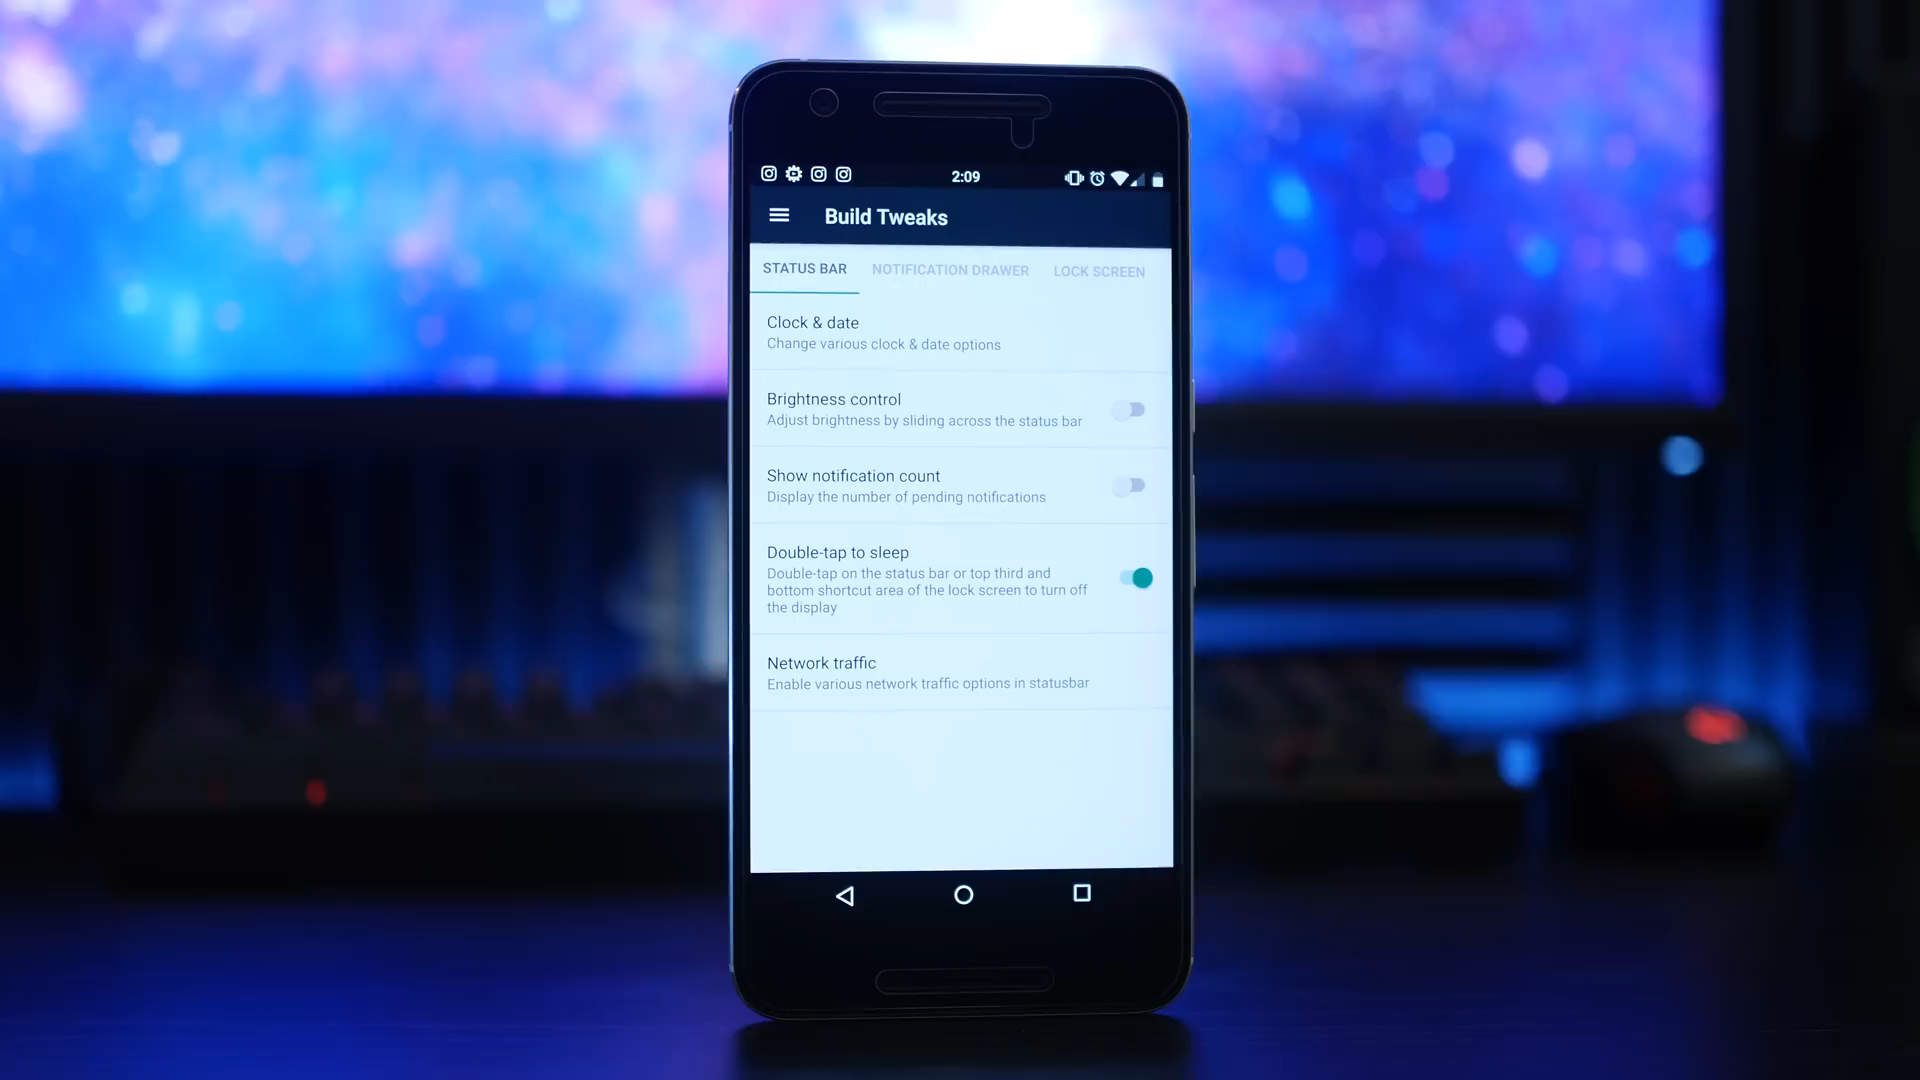 2:09
Build Tweaks
STATUS BAR NOTIFICATION DRAWER LOCK SCREEN
Clock & date
Change various clock & date options
Brightness control
Adjust brightness by sliding across the status bar
Show notification count
Display the number of pending notifications
Double-tap to sleep
Double-tap on the status bar or top third and
bottom shortcut area of the lock screen to turn off
the display
Network traffic
Enable various network traffic options in statusbar